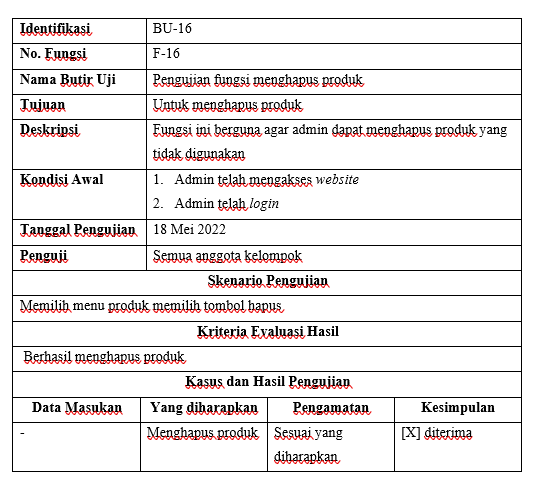 Identifikasi BU-16
No. Fungsi F-16
Nama Butir Uji Pengujian fungsi menghapus produk
Tujuan Untuk menghapus produk
Deskripsi Fungsi ini berguna agar admin dapat menghapus produk yang
tidak digunakan
Kondisi Awal 1. Admin telah mengakses website
2. Admin telah login
Tanggal Pengujian 18 Mei 2022
Penguji Semua anggota kelompok
Skenario Pengujian
Memilih menu produk memilih tombol hapus
Kriteria Evaluasi Hasil
Berhasil menghapus produk
Kasus dan Hasil Pengujian
Data Masukan Yang diharapkan Pengamatan Kesimpulan
- Menghapus produk Sesuai yang [X] diterima
diharapkan